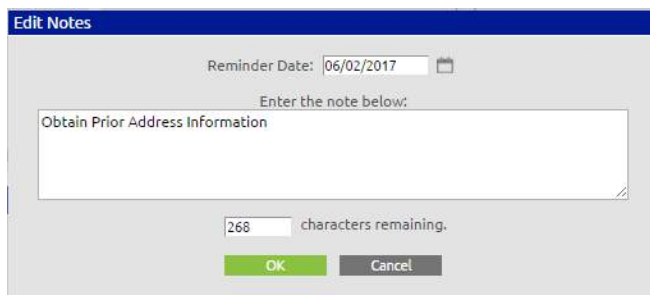 Edit Notes
Reminder Date: 06/02/2017
Enter the note below:
Obtain Prior Address Information
268 characters remaining.
OK Cancel